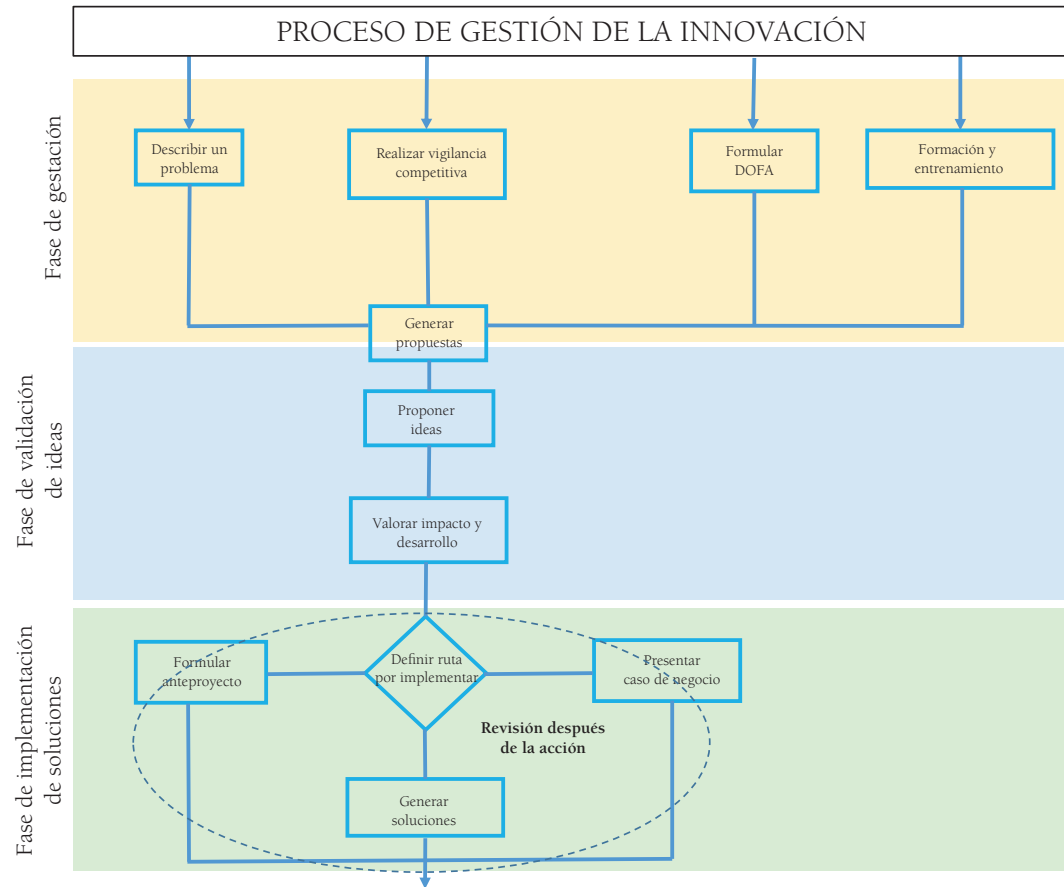 PROCESO DE GESTIÓN DE LA INNOVACIÓN
Fase de gestación
Describir un
problema
Realizar vigilancia
competitiva
Formular
DOFA
Formación y
entrenamiento
Generar
propuestas
Fase de validación
de ideas
Proponer
ideas
Valorar impacto y
desarrollo
Fase de implementación
de soluciones
Formular
anteproyecto
Definir ruta
por implementar
Presentar
caso de negocio
Revisión después
de la acción
Generar
soluciones